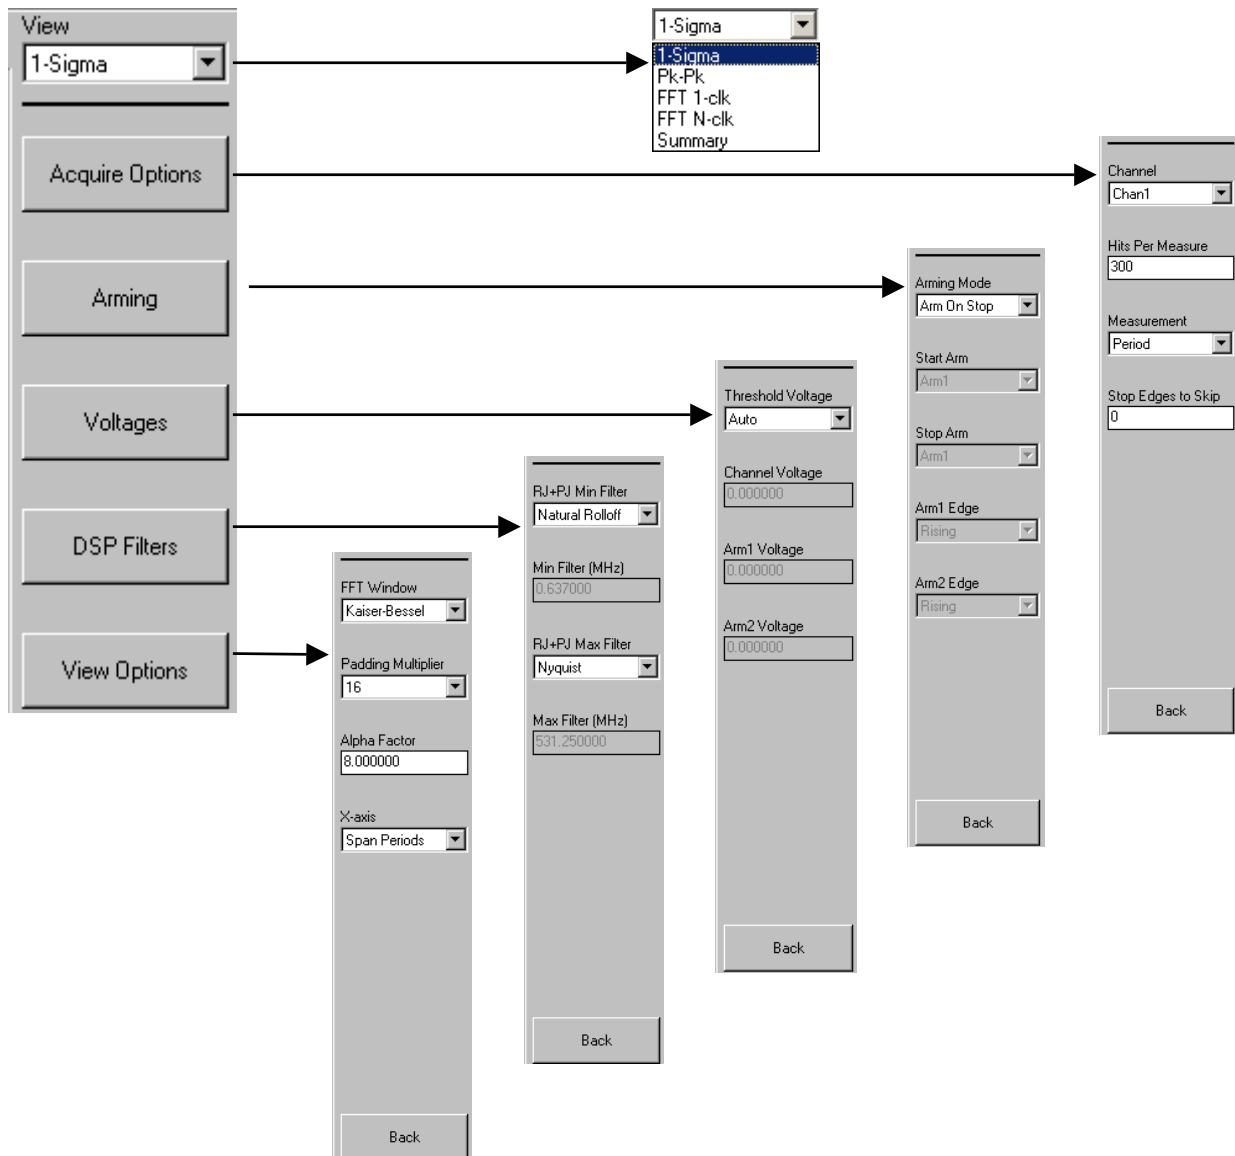 View
1-Sigma
Acquire Options
Arming
Voltages
DSP Filters
View Options
1-Sigma
1-Sigma
Pk-Pk
FFT 1-clk
FFT N-clk
Summary
Channel
Chan1
Hits Per Measure
300
Measurement
Period
Stop Edges to Skip
0
Back
Arming Mode
Arm On Stop
Start Arm
Arm1
Stop Arm
Arm1
Arm1 Edge
Rising
Arm2 Edge
Rising
Back
Threshold Voltage
Auto
Channel Voltage
0.000000
Arm1 Voltage
0.000000
Arm2 Voltage
0.000000
Back
RJ+PJ Min Filter
Natural Rolloff
Min Filter (MHz)
0.637000
RJ+PJ Max Filter
Nyquist
Max Filter (MHz)
531.250000
Back
FFT Window
Kaiser-Bessel
Padding Multiplier
16
Alpha Factor
8.000000
X-axis
Span Periods
Back